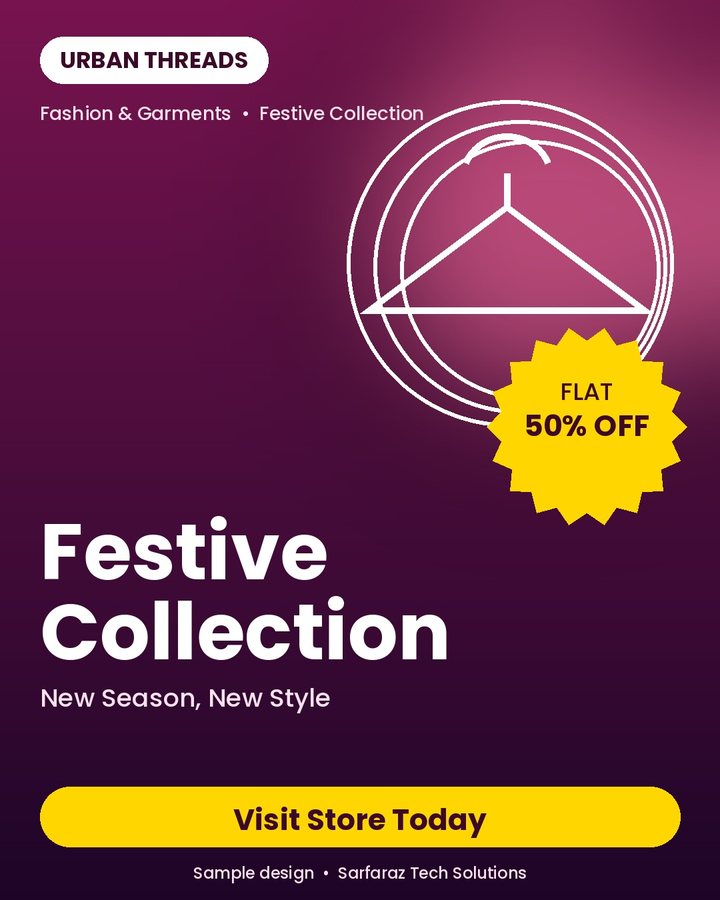 URBAN THREADS
Fashion & Garments • Festive Collection
FLAT
50% OFF
Festive
Collection
New Season, New Style
Visit Store Today
Sample design • Sarfaraz Tech Solutions